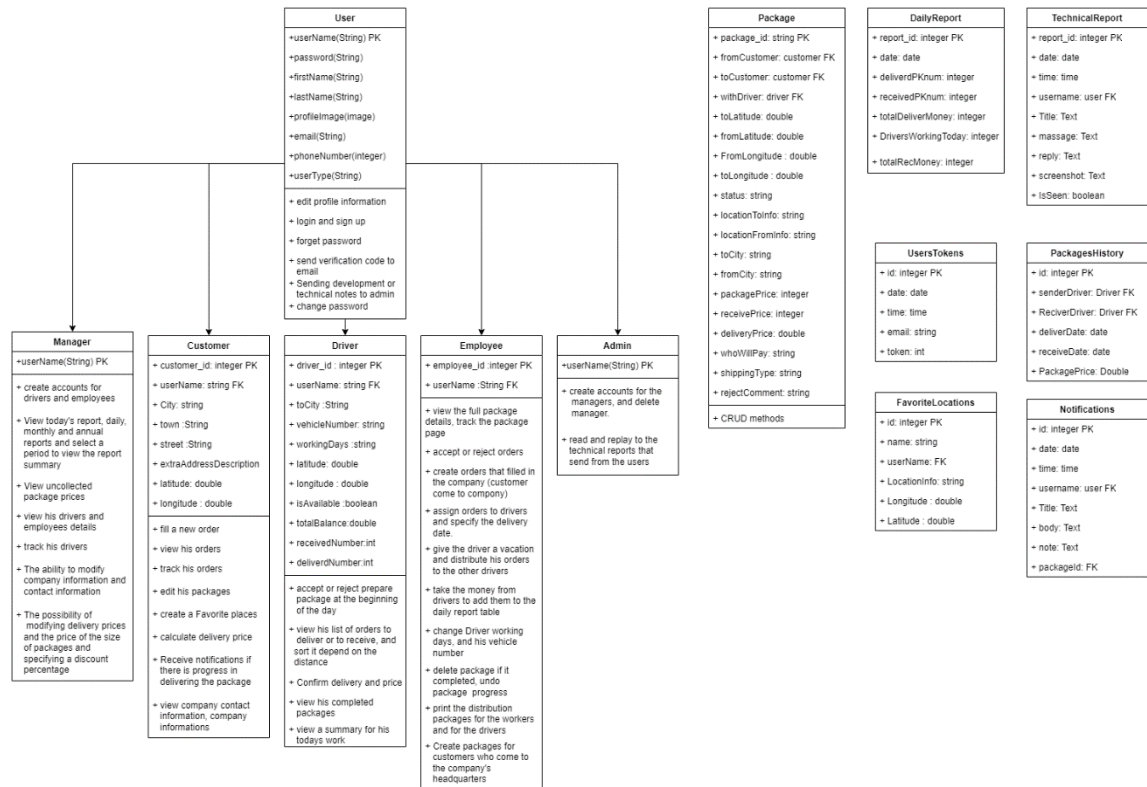 User
+userName(String) PK
+password(String)
+firstName(String)
+lastName(String)
+profileImage(image)
+email(String)
+phoneNumber(integer)
+userType(String)
+ edit profile information
+ login and sign up
+ forget password
+ send verification code to
email
+ Sending development or
technical notes to admin
+ change password
Manager
+userName(String) PK
+ create accounts for
drivers and employees
+ View today's report, daily,
monthly and annual
reports and select a
period to view the report
summary
+ View uncollected
package prices
+ view his drivers and
employees details
+ track his drivers
+ The ability to modify
company information and
contact information
+ The possibility of
modifying delivery prices
and the price of the size
of packages and
specifying a discount
percentage
Customer
+ customer_id: integer PK
+ userName: string FK
+ City: string
+ town :String
+ street :String
+ extraAddressDescription
+ latitude: double
+ longitude : double
+ fill a new order
+ view his orders
+ track his orders
+ edit his packages
+ create a Favorite places
+ calculate delivery price
+ Receive notifications if
there is progress in
delivering the package
+ view company contact
information, company
informations
Driver
+ driver_id : integer PK
+ userName: string FK
+ toCity :String
+ vehicleNumber: string
+ workingDays :string
+ latitude: double
+ longitude : double
+ isAvailable :boolean
+ totalBalance:double
+ receivedNumber:int
+ deliverdNumber:int
+ accept or reject prepare
package at the beginning
of the day
+ view his list of orders to
deliver or to receive, and
sort it depend on the
distance
+ Confirm delivery and price
+ view his completed
packages
+ view a summary for his
todays work
Employee
+ employee_id :integer PK
+ userName :String FK
+ view the full package
details, track the package
page
+ accept or reject orders
+ create orders that filled in
the company (customer
come to compony)
+ assign orders to drivers
and specify the delivery
date.
+ give the driver a vacation
and distribute his orders
to the other drivers
+ take the money from
drivers to add them to the
daily report table
+ change Driver working
days, and his vehicle
number
+ delete package if it
completed, undo
package progress
+ print the distribution
packages for the workers
and for the drivers
+ Create packages for
customers who come to
the company's
headquarters
Admin
+userName(String) PK
+ create accounts for the
managers, and delete
manager.
+ read and replay to the
technical reports that
send from the users
Package
+ package_id: string PK
+ fromCustomer: customer FK
+ toCustomer: customer FK
+ withDriver: driver FK
+ toLatitude: double
+ fromLatitude: double
+ FromLongitude : double
+ toLongitude : double
+ status: string
+ locationToInfo: string
+ locationFromInfo: string
+ toCity: string
+ fromCity: string
+ packagePrice: integer
+ receivePrice: integer
+ deliveryPrice: double
+ whoWillPay: string
+ shippingType: string
+ rejectComment: string
+ CRUD methods
DailyReport
+ report_id: integer PK
+ date: date
+ deliverdPKnum: integer
+ receivedPKnum: integer
+ totalDeliverMoney: integer
+ DriversWorkingToday: integer
+ totalRecMoney: integer
TechnicalReport
+ report_id: integer PK
+ date: date
+ time: time
+ username: user FK
+ Title: Text
+ massage: Text
+ reply: Text
+ screenshot: Text
+ IsSeen: boolean
UsersTokens
+ id: integer PK
+ date: date
+ time: time
+ email: string
+ token: int
PackagesHistory
+ id: integer PK
+ senderDriver: Driver FK
+ ReciverDriver: Driver FK
+ deliverDate: date
+ receiveDate: date
+ PackagePrice: Double
FavoriteLocations
+ id: integer PK
+ name: string
+ userName: FK
+ LocationInfo: string
+ Longitude : double
+ Latitude : double
Notifications
+ id: integer PK
+ date: date
+ time: time
+ username: user FK
+ Title: Text
+ body: Text
+ note: Text
+ packageId: FK